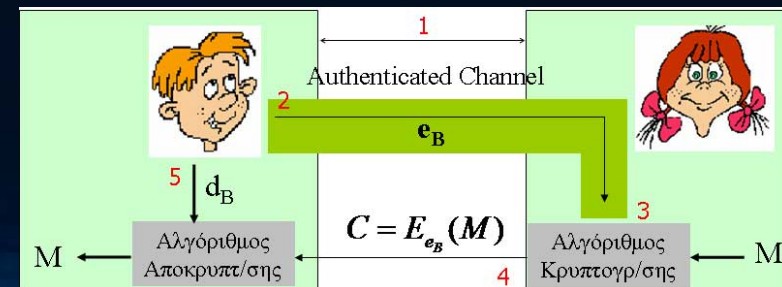 1
Authenticated Channel
2
e_B
5
d_B
3
C = E_{e_B}(M)
M
Αλγόριθμος
Αποκρυπτ/σης
4
Αλγόριθμος
Κρυπτογρ/σης
M